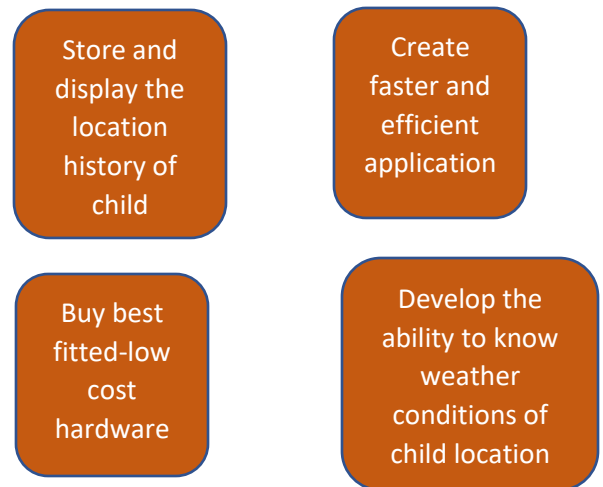 Store and
display the
location
history of
child
Create
faster and
efficient
application
Buy best
fitted-low
cost
hardware
Develop the
ability to know
weather
conditions of
child location